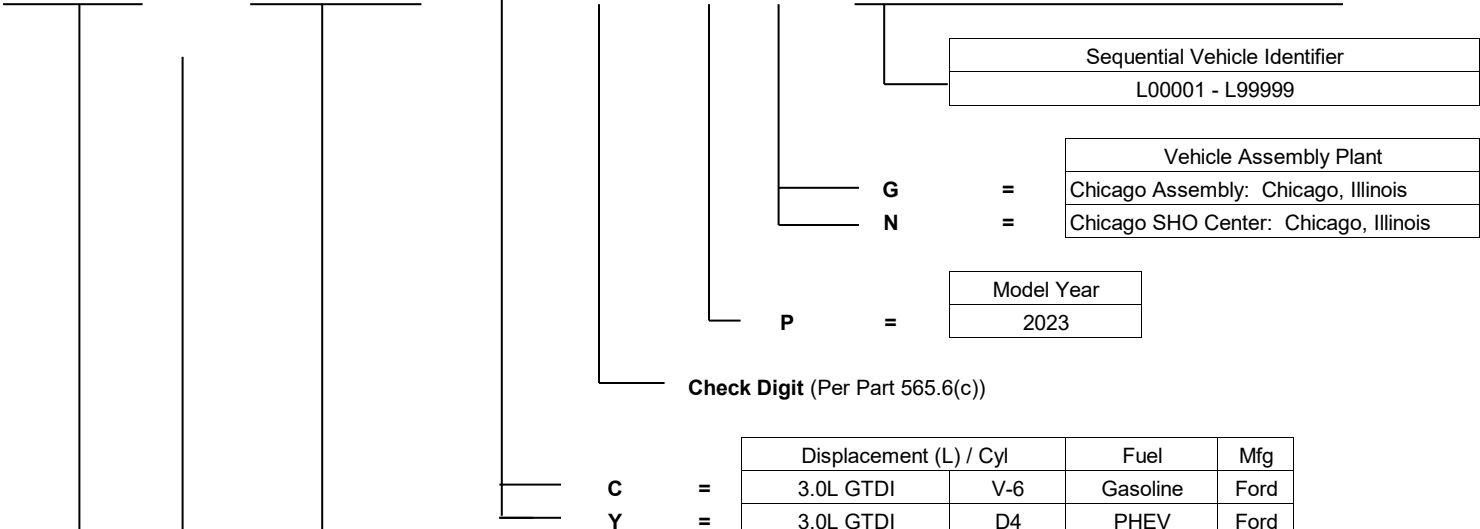 Sequential Vehicle Identifier
L00001 - L99999
Vehicle Assembly Plant
G = Chicago Assembly: Chicago, Illinois
N = Chicago SHO Center: Chicago, Illinois
Model Year
P = 2023
Check Digit (Per Part 565.6(c))
Displacement (L) / Cyl Fuel Mfg
C = 3.0L GTDI V-6 Gasoline Ford
Y = 3.0L GTDI D4 PHEV Ford